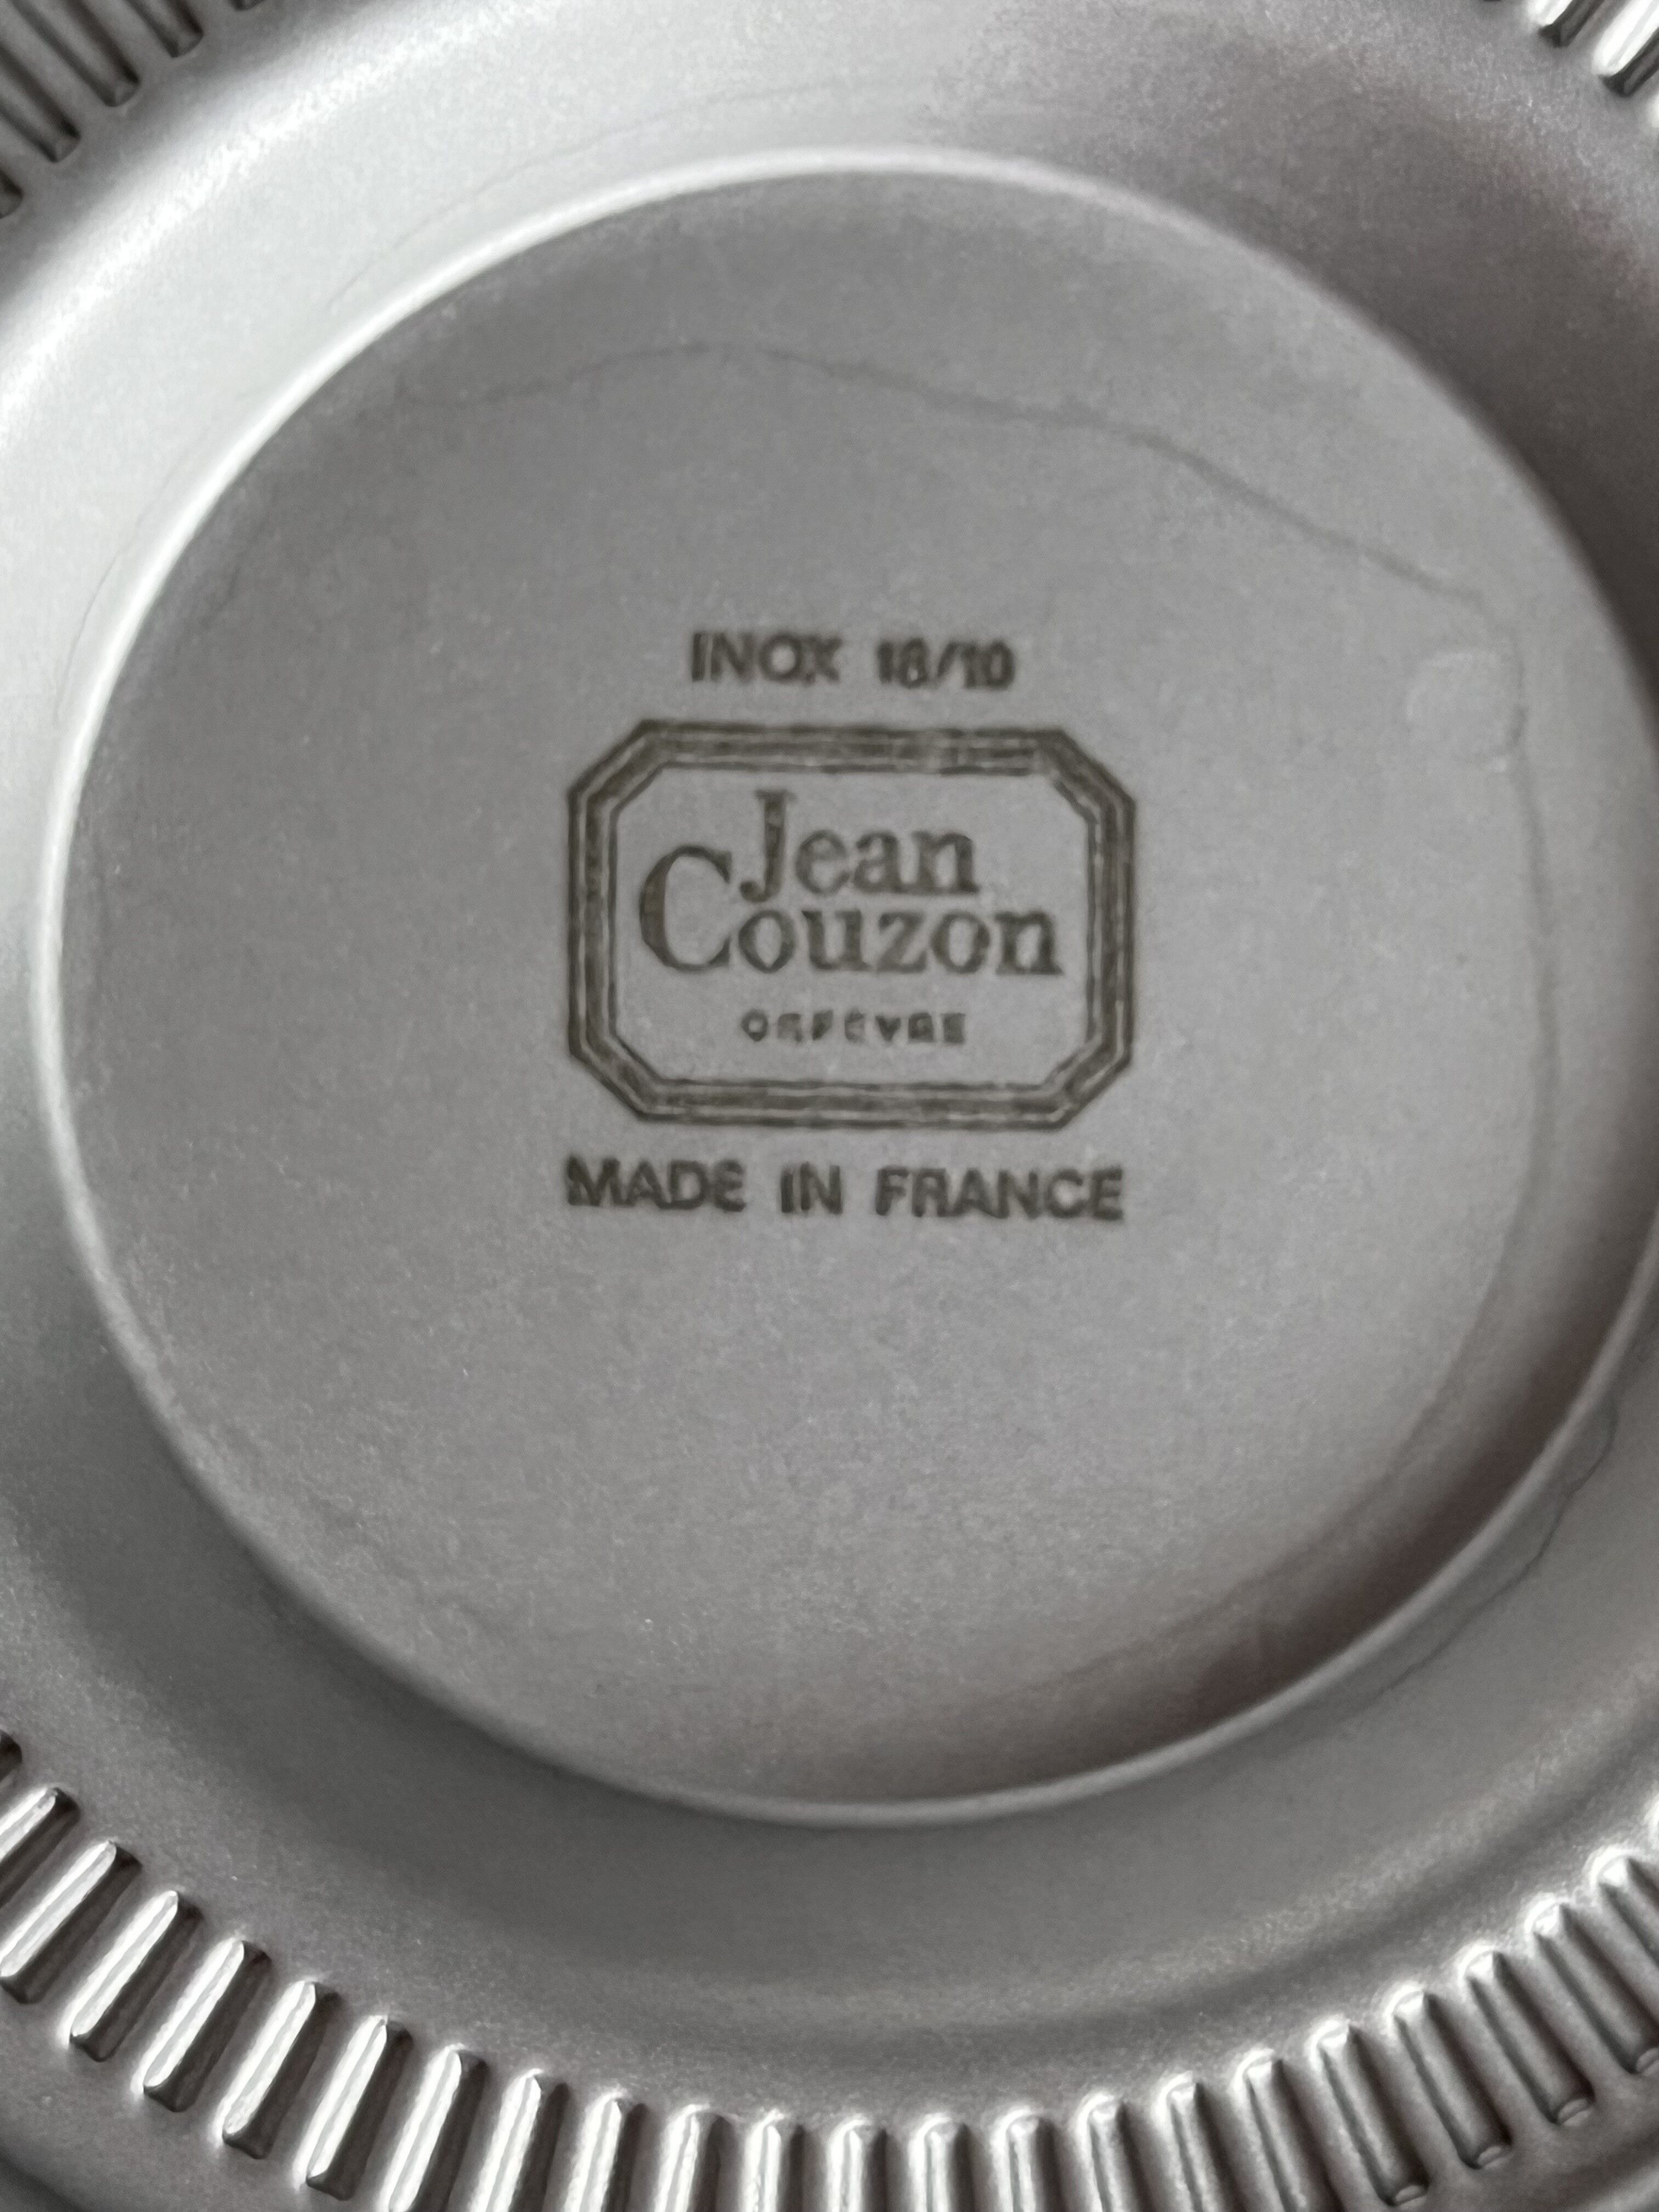 INOX 18/10
Jean
Couzon
ORFEVRE
MADE IN FRANCE